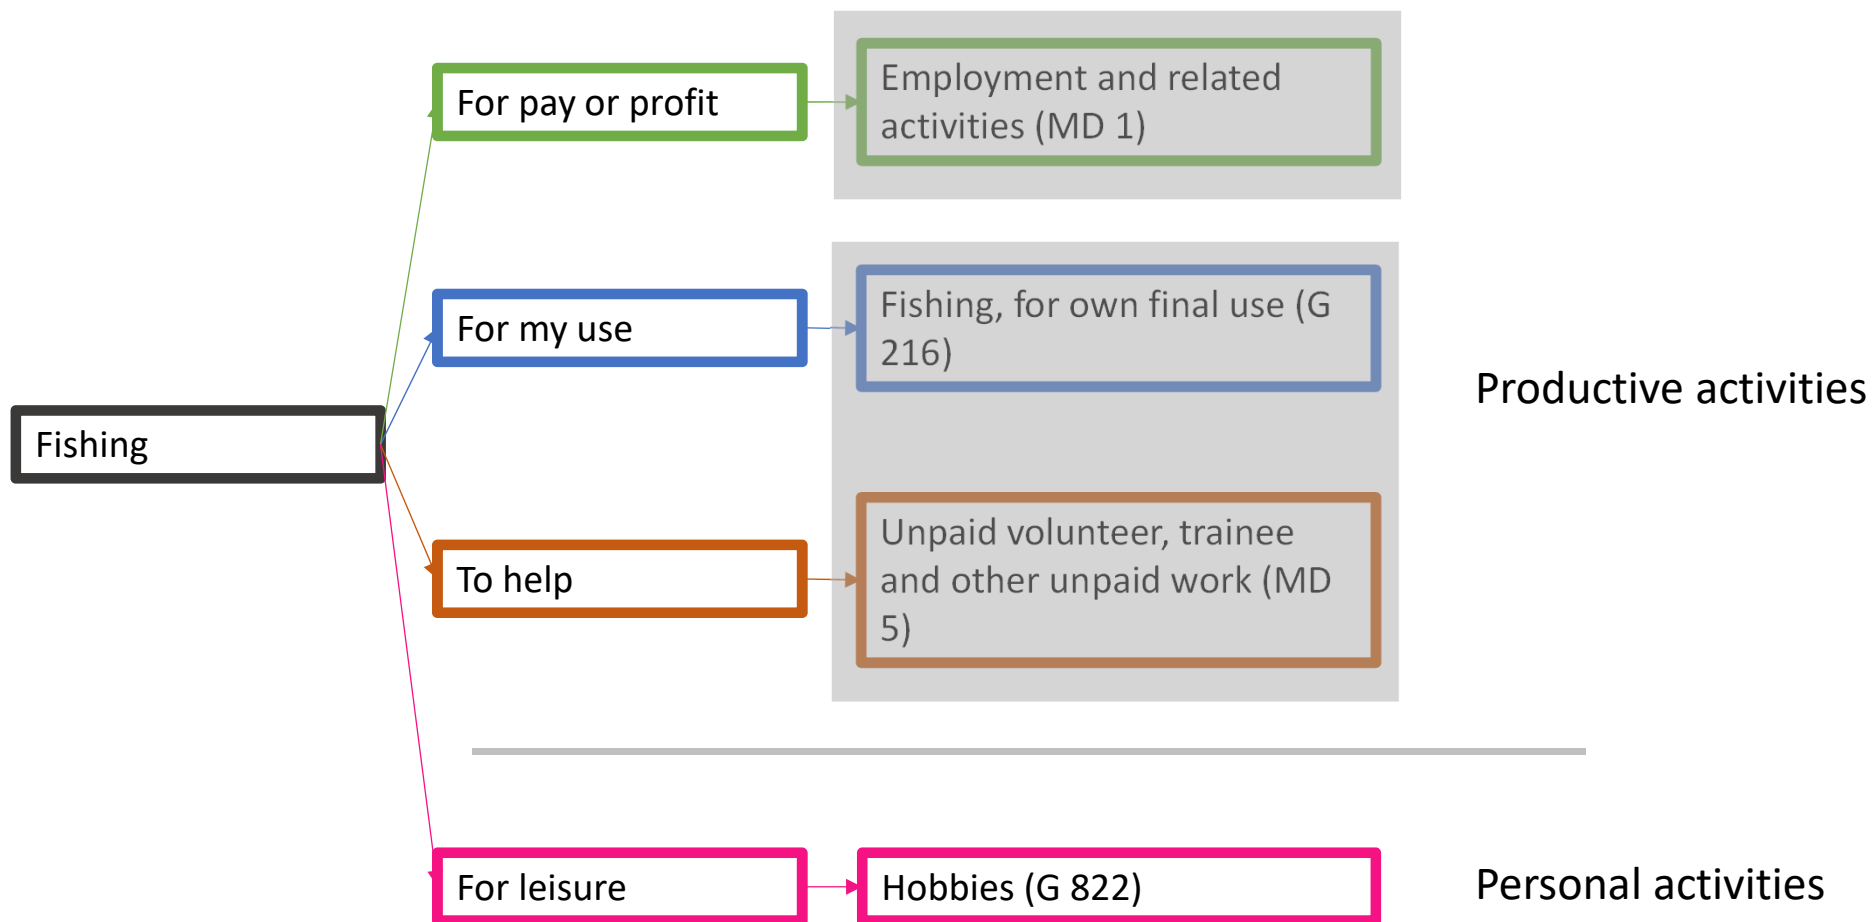 For pay or profit
Employment and related
activities (MD 1)
For my use
Fishing, for own final use (G
216)
Productive activities
Fishing
To help
Unpaid volunteer, trainee
and other unpaid work (MD
5)
For leisure
Hobbies (G 822)
Personal activities